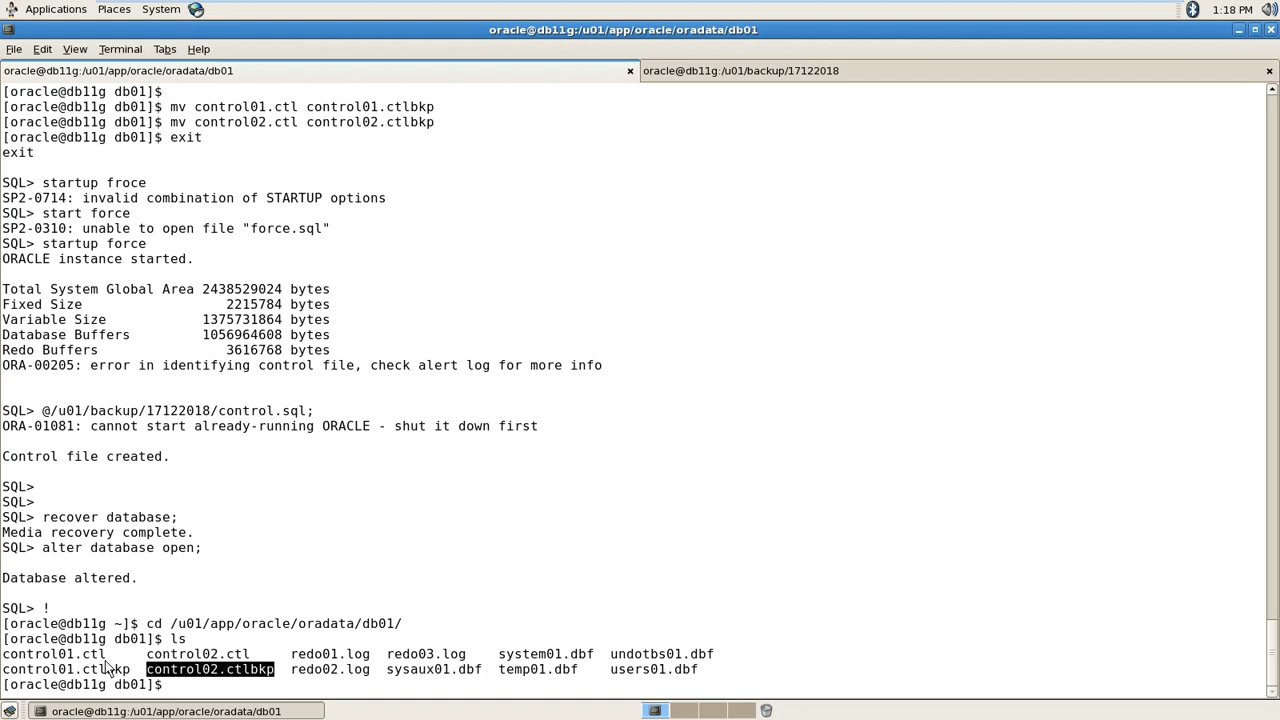 Applications Places System 1:18 PM
oracle@db11g:/u01/app/oracle/oradata/db01
File Edit View Terminal Tabs Help
oracle@db11g:/u01/app/oracle/oradata/db01 oracle@db11g:/u01/backup/17122018
[oracle@db11g db01]$
[oracle@db11g db01]$ mv control01.ctl control01.ctlbkp
[oracle@db11g db01]$ mv control02.ctl control02.ctlbkp
[oracle@db11g db01]$ exit
exit
SQL> startup froce
SP2-0714: invalid combination of STARTUP options
SQL> start force
SP2-0310: unable to open file "force.sql"
SQL> startup force
ORACLE instance started.
Total System Global Area 2438529024 bytes
Fixed Size 2215784 bytes
Variable Size 1375731864 bytes
Database Buffers 1056964608 bytes
Redo Buffers 3616768 bytes
ORA-00205: error in identifying control file, check alert log for more info
SQL> @/u01/backup/17122018/control.sql;
ORA-01081: cannot start already-running ORACLE - shut it down first
Control file created.
SQL>
SQL>
SQL> recover database;
Media recovery complete.
SQL> alter database open;
Database altered.
SQL> !
[oracle@db11g ~]$ cd /u01/app/oracle/oradata/db01/
[oracle@db11g db01]$ ls
control01.ctl control02.ctl redo01.log redo03.log system01.dbf undotbs01.dbf
control01.ctlbkp control02.ctlbkp redo02.log sysaux01.dbf temp01.dbf users01.dbf
[oracle@db11g db01]$
oracle@db11g:/u01/app/oracle/oradata/db01